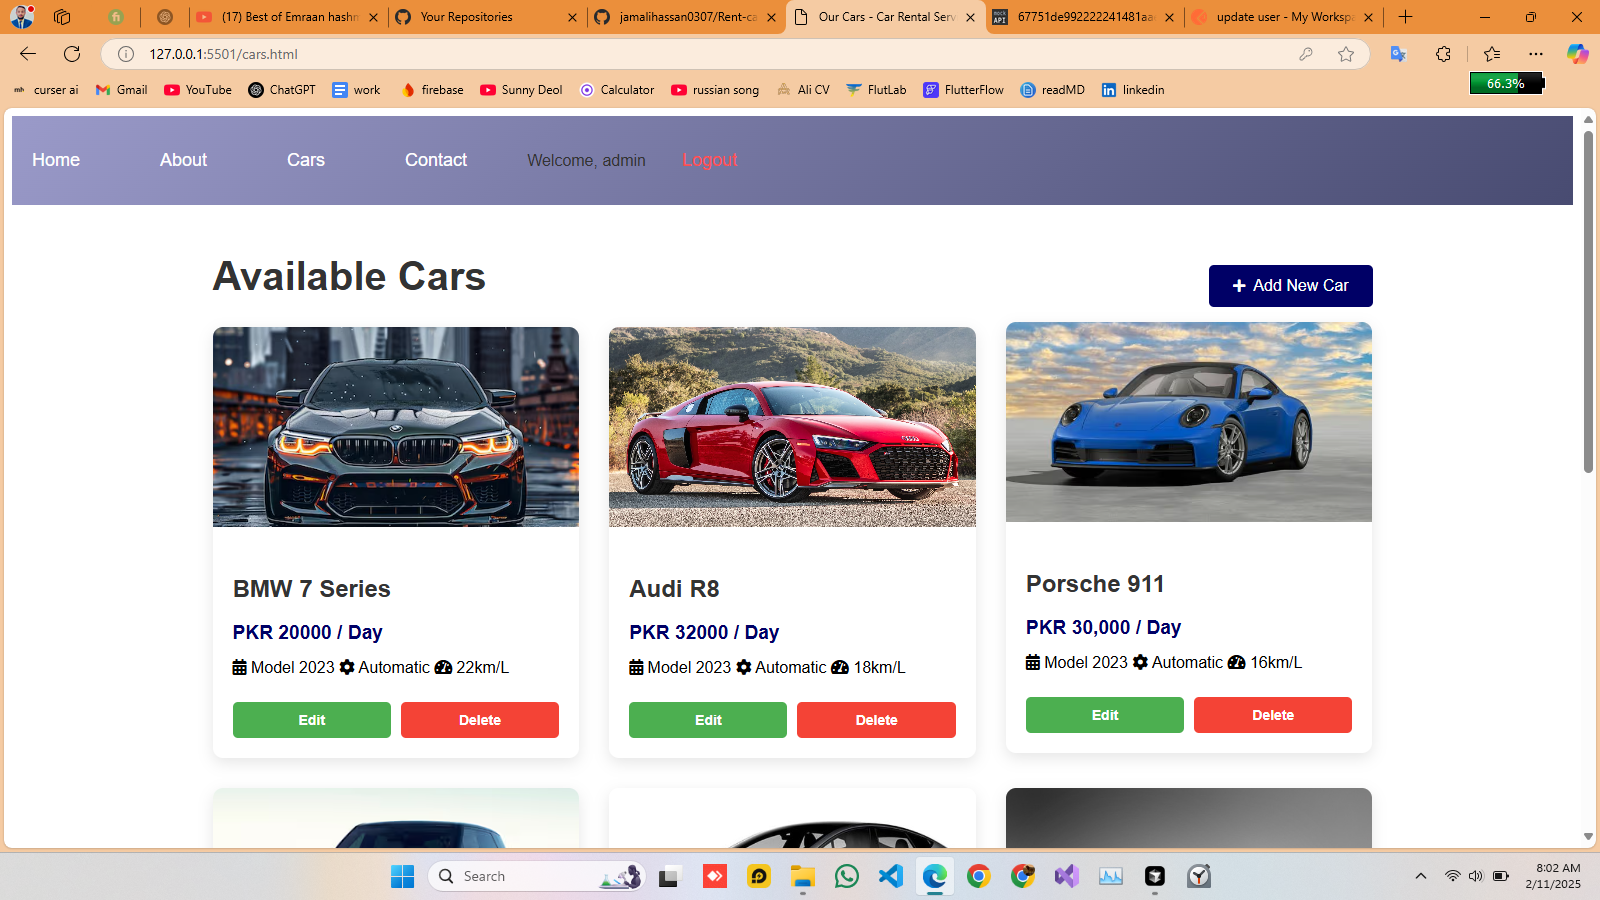 (17) Best of Emraan hashm
Your Repositories
jamalihassan0307/Rent-ca
Our Cars - Car Rental Serv
67751de992222241481aa
update user - My Workspa
127.0.0.1:5501/cars.html
curser ai
Gmail
YouTube
ChatGPT
work
firebase
Sunny Deol
Calculator
russian song
Ali CV
FlutLab
FlutterFlow
readMD
linkedin
66.3%
Home
About
Cars
Contact
Welcome, admin
Logout
Available Cars
+ Add New Car
BMW 7 Series
PKR 20000 / Day
Model 2023 Automatic 22km/L
Edit
Delete
Audi R8
PKR 32000 / Day
Model 2023 Automatic 18km/L
Edit
Delete
Porsche 911
PKR 30,000 / Day
Model 2023 Automatic 16km/L
Edit
Delete
Search
8:02 AM
2/11/2025